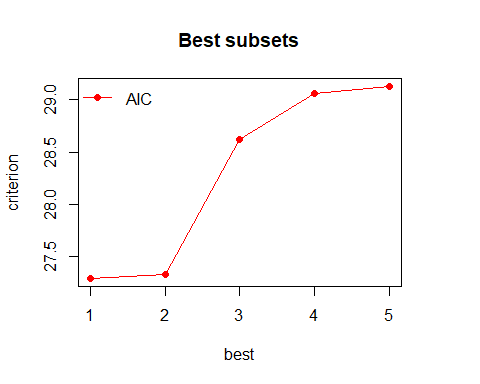 Best subsets
AIC
criterion
29.0
28.5
28.0
27.5
1 2 3 4 5
best